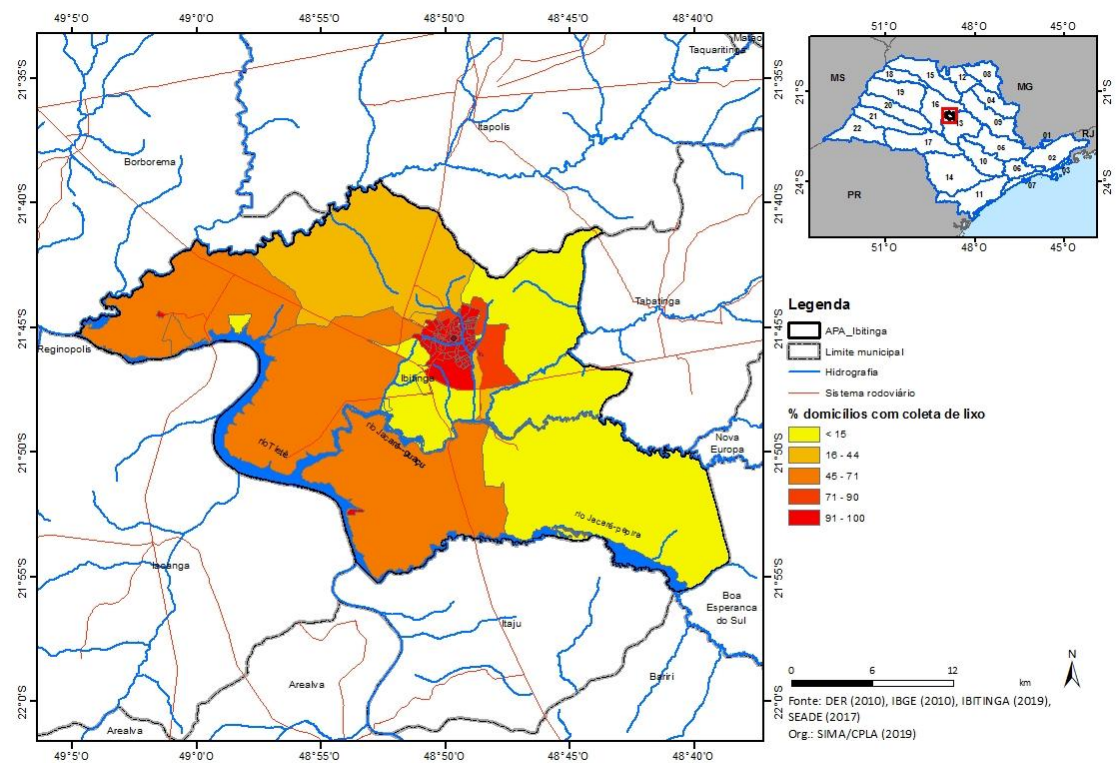 49°5'O 49°0'O 48°55'O 48°50'O 48°45'O 48°40'O
21°35'S
21°40'S
21°45'S
21°50'S
21°55'S
22°0'S
Matao
Taquaritinga
Itapolis
Borborema
Tabatinga
Reginopolis
Ibitinga
rio Tietê
rio Jacaré-guaçu
Nova
Europa
rio Jacaré-pepira
Iacanga
Boa
Esperanca
do Sul
Itaju
Arealva
Bariri
Arealva
21°35'S
21°40'S
21°45'S
21°50'S
21°55'S
22°0'S
49°5'O 49°0'O 48°55'O 48°50'O 48°45'O 48°40'O
51°O 48°O 45°O
21°S
24°S
MS
MG
RJ
PR
18 15 12 08
19 16 04
20 13 09
21
22 17 05 01
10 06 02
14 03
11 07
21°S
24°S
51°O 48°O 45°O
Legenda
APA_Ibitinga
Limite municipal
Hidrografia
Sistema rodoviário
% domicílios com coleta de lixo
< 15
16 - 44
45 - 71
71 - 90
91 - 100
N
0 6 12
km
Fonte: DER (2010), IBGE (2010), IBITINGA (2019),
SEADE (2017)
Org.: SIMA/CPLA (2019)